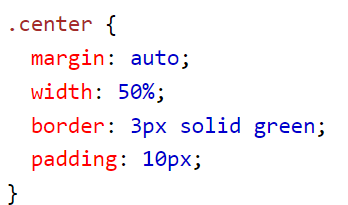 .center {
  margin: auto;
  width: 50%;
  border: 3px solid green;
  padding: 10px;
}